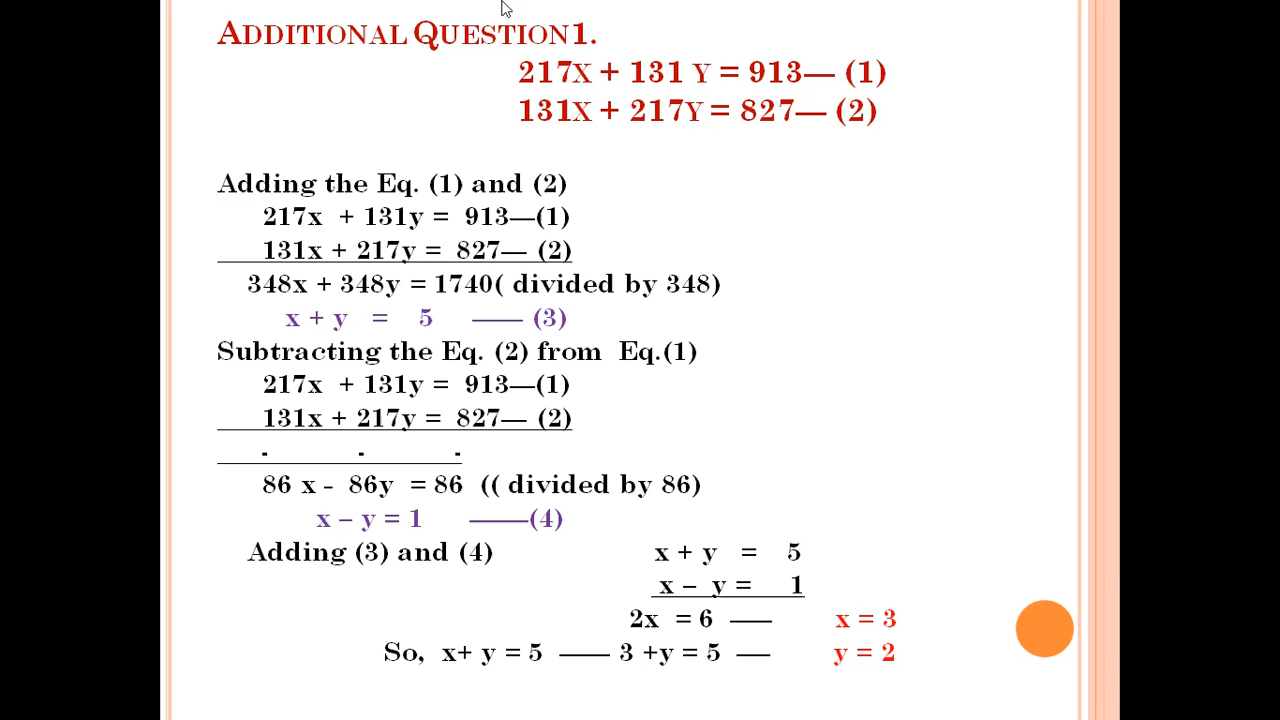 ADDITIONAL QUESTION1.
217X + 131 Y = 913— (1)
131X + 217Y = 827— (2)
Adding the Eq. (1) and (2)
217x + 131y = 913—(1)
131x + 217y = 827— (2)
348x + 348y = 1740( divided by 348)
x + y = 5 —— (3)
Subtracting the Eq. (2) from Eq.(1)
217x + 131y = 913—(1)
131x + 217y = 827— (2)
- - -
86 x - 86y = 86 (( divided by 86)
x – y = 1 ——(4)
Adding (3) and (4) x + y = 5
x – y = 1
2x = 6 —— x = 3
So, x+ y = 5 —— 3 +y = 5 — y = 2